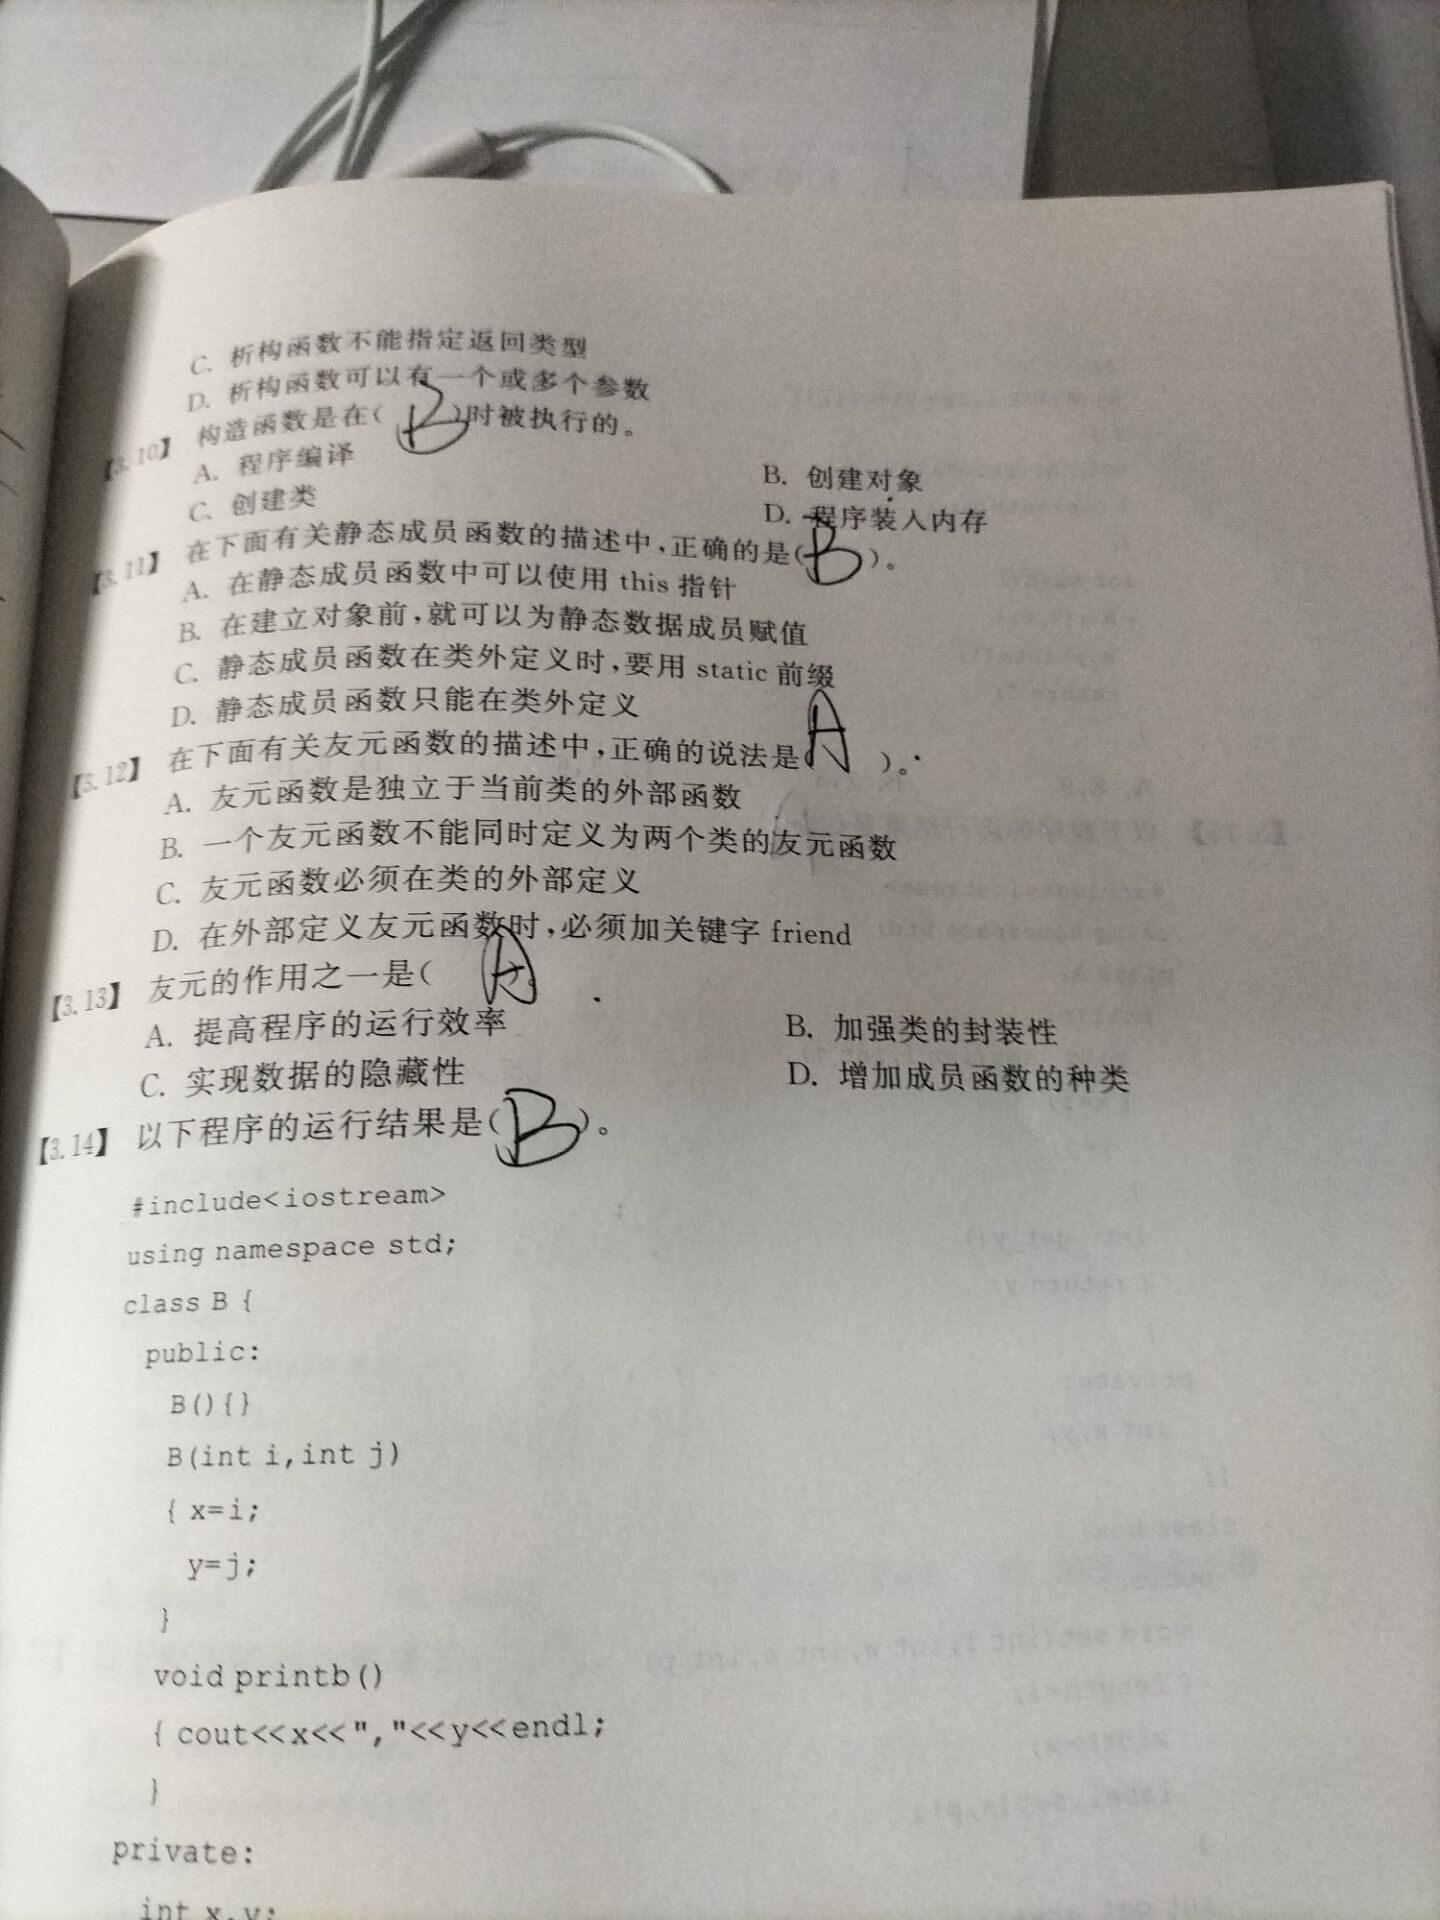 C. 析构函数不能指定返回类型
D. 析构函数可以有一个或多个参数
【3.10】 构造函数是在( B )时被执行的。
A. 程序编译 B. 创建对象
C. 创建类 D. 程序装入内存
【3.11】 在下面有关静态成员函数的描述中,正确的是( B )。
A. 在静态成员函数中可以使用 this 指针
B. 在建立对象前,就可以为静态数据成员赋值
C. 静态成员函数在类外定义时,要用 static 前缀
D. 静态成员函数只能在类外定义
【3.12】 在下面有关友元函数的描述中,正确的说法是( A )。
A. 友元函数是独立于当前类的外部函数
B. 一个友元函数不能同时定义为两个类的友元函数
C. 友元函数必须在类的外部定义
D. 在外部定义友元函数时,必须加关键字 friend
【3.13】 友元的作用之一是( A )。
A. 提高程序的运行效率 B. 加强类的封装性
C. 实现数据的隐藏性 D. 增加成员函数的种类
【3.14】 以下程序的运行结果是( B )。
#include<iostream>
using namespace std;
class B {
public:
B(){}
B(int i,int j)
{ x=i;
y=j;
}
void printb()
{ cout<<x<<","<<y<<endl;
}
private:
int x,y;